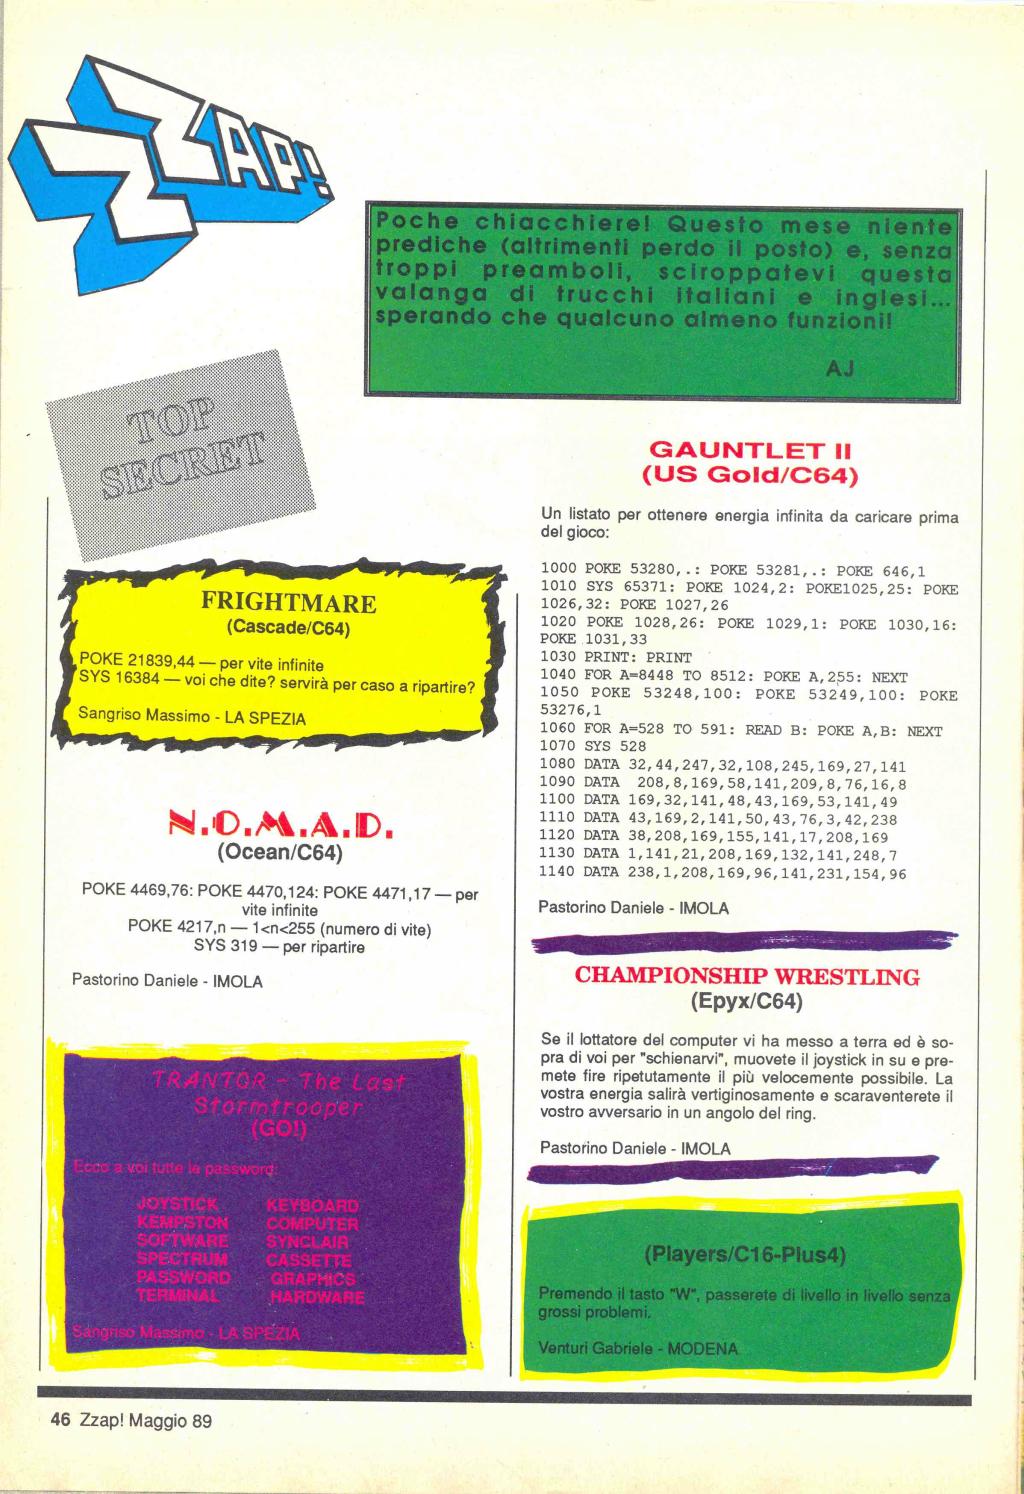 ZZAP!
Poche chiacchiere! Questo mese niente
prediche (altrimenti perdo il posto) e, senza
troppi preamboli, sciroppatevi questa
valanga di trucchi italiani e inglesi...
sperando che qualcuno almeno funzioni!
AJ
TOP
SECRET
FRIGHTMARE
(Cascade/C64)
POKE 21839,44 — per vite infinite
SYS 16384 — voi che dite? servirà per caso a ripartire?
Sangriso Massimo - LA SPEZIA
N.O.M.A.D.
(Ocean/C64)
POKE 4469,76: POKE 4470,124: POKE 4471,17 — per
vite infinite
POKE 4217,n — 1<n<255 (numero di vite)
SYS 319 — per ripartire
Pastorino Daniele - IMOLA
TRANTOR - The Last
Stormtrooper
(GO!)
Ecco a voi tutte le password:
JOYSTICK KEYBOARD
KEMPSTON COMPUTER
SOFTWARE SYNCLAIR
SPECTRUM CASSETTE
PASSWORD GRAPHICS
TERMINAL HARDWARE
Sangriso Massimo - LA SPEZIA
GAUNTLET II
(US Gold/C64)
Un listato per ottenere energia infinita da caricare prima
del gioco:
1000 POKE 53280,.: POKE 53281,.: POKE 646,1
1010 SYS 65371: POKE 1024,2: POKE1025,25: POKE
1026,32: POKE 1027,26
1020 POKE 1028,26: POKE 1029,1: POKE 1030,16:
POKE 1031,33
1030 PRINT: PRINT
1040 FOR A=8448 TO 8512: POKE A,255: NEXT
1050 POKE 53248,100: POKE 53249,100: POKE
53276,1
1060 FOR A=528 TO 591: READ B: POKE A,B: NEXT
1070 SYS 528
1080 DATA 32,44,247,32,108,245,169,27,141
1090 DATA 208,8,169,58,141,209,8,76,16,8
1100 DATA 169,32,141,48,43,169,53,141,49
1110 DATA 43,169,2,141,50,43,76,3,42,238
1120 DATA 38,208,169,155,141,17,208,169
1130 DATA 1,141,21,208,169,132,141,248,7
1140 DATA 238,1,208,169,96,141,231,154,96
Pastorino Daniele - IMOLA
CHAMPIONSHIP WRESTLING
(Epyx/C64)
Se il lottatore del computer vi ha messo a terra ed è so-
pra di voi per "schienarvi", muovete il joystick in su e pre-
mete fire ripetutamente il più velocemente possibile. La
vostra energia salirà vertiginosamente e scaraventerete il
vostro avversario in un angolo del ring.
Pastorino Daniele - IMOLA
(Players/C16-Plus4)
Premendo il tasto "W", passerete di livello in livello senza
grossi problemi.
Venturi Gabriele - MODENA
46 Zzap! Maggio 89